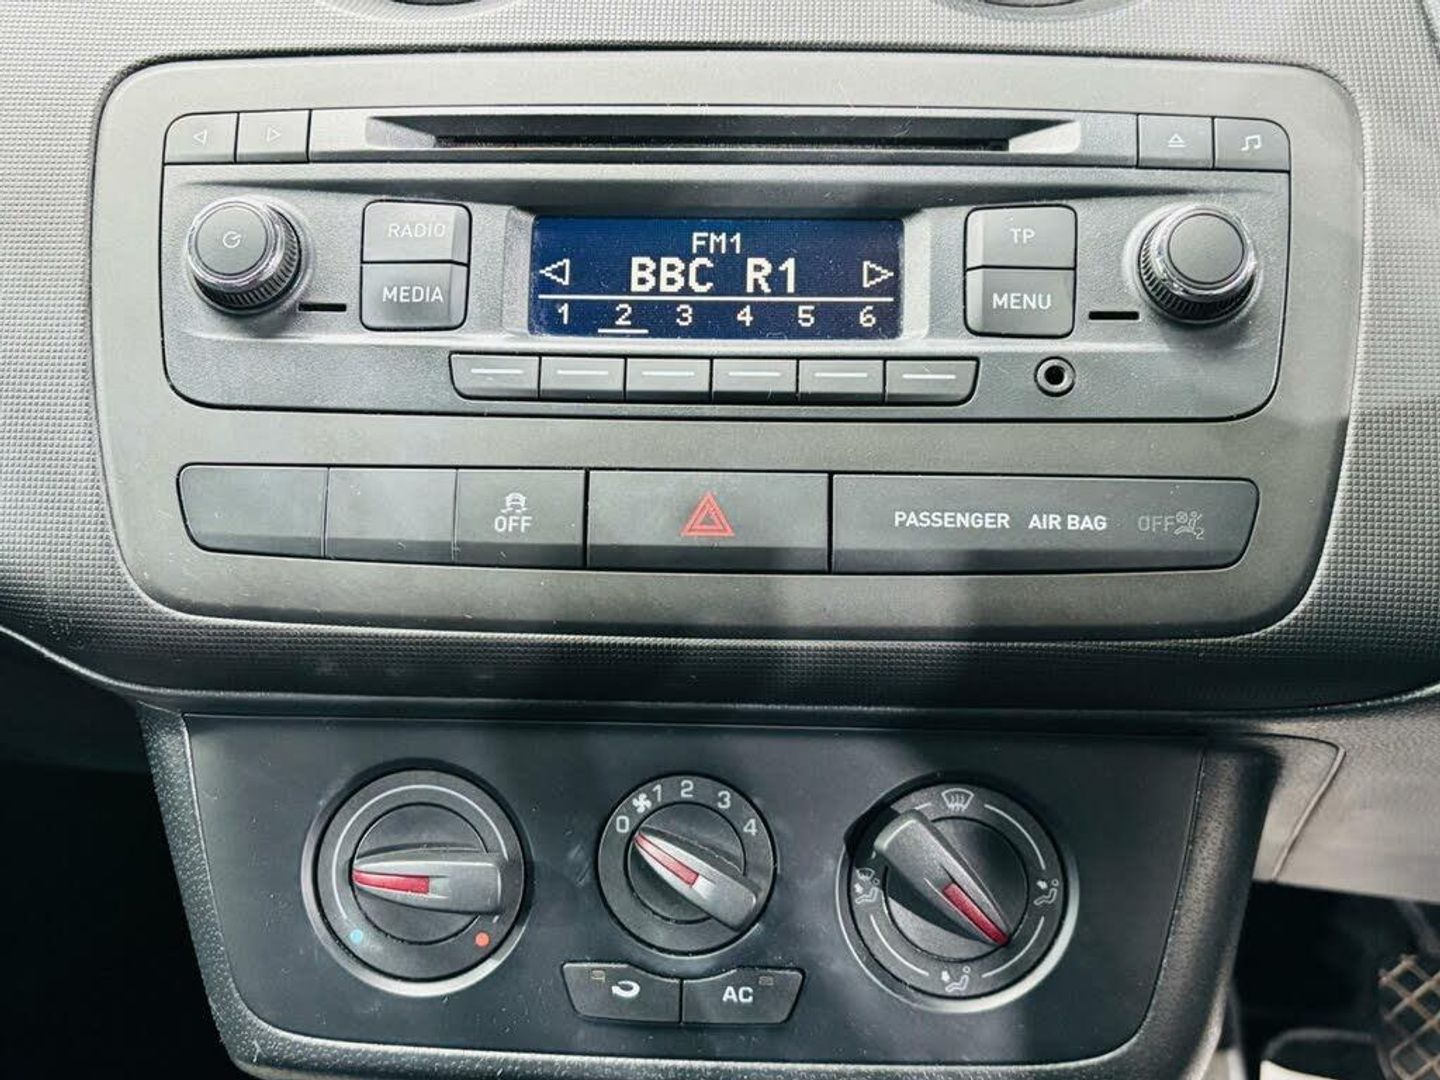 RADIO
MEDIA
FM1
BBC R1
1 2 3 4 5 6
TP
MENU
OFF
PASSENGER AIR BAG OFF
2
0 1 2 3 4
AC